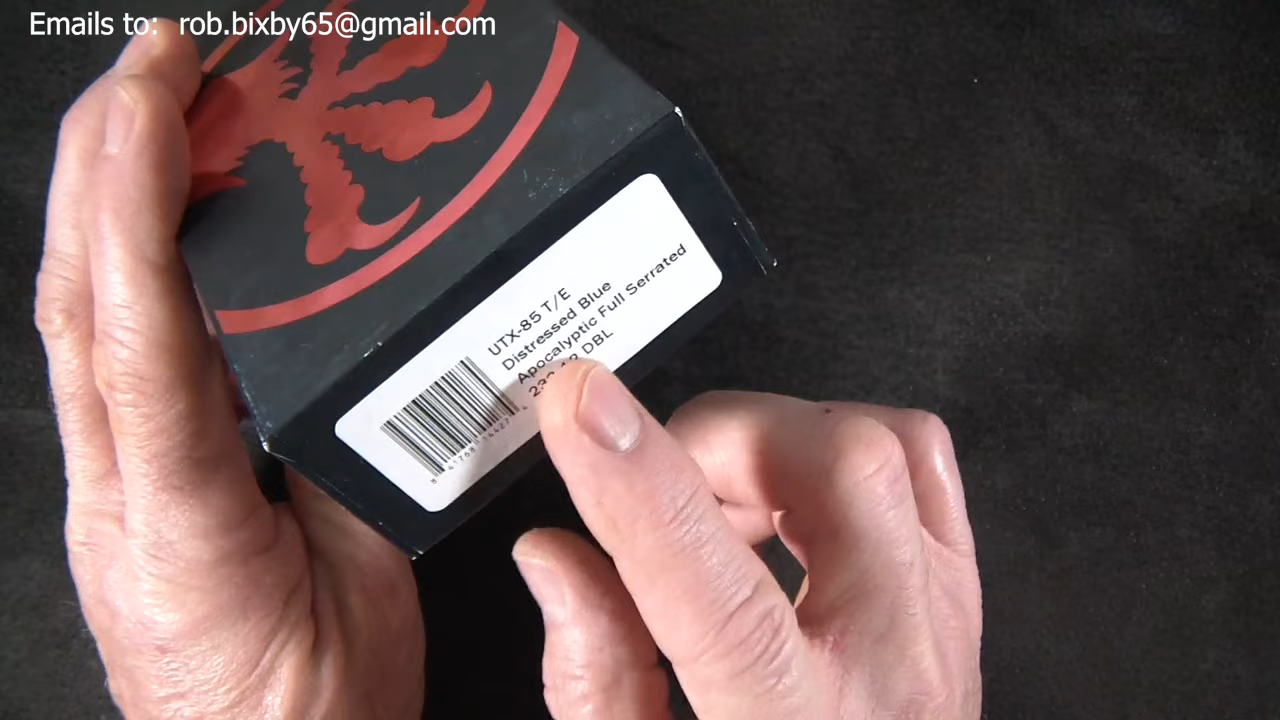 Emails to: rob.bixby65@gmail.com
UTX-85 T/E
Distressed Blue
Apocalyptic Full Serrated
DBL